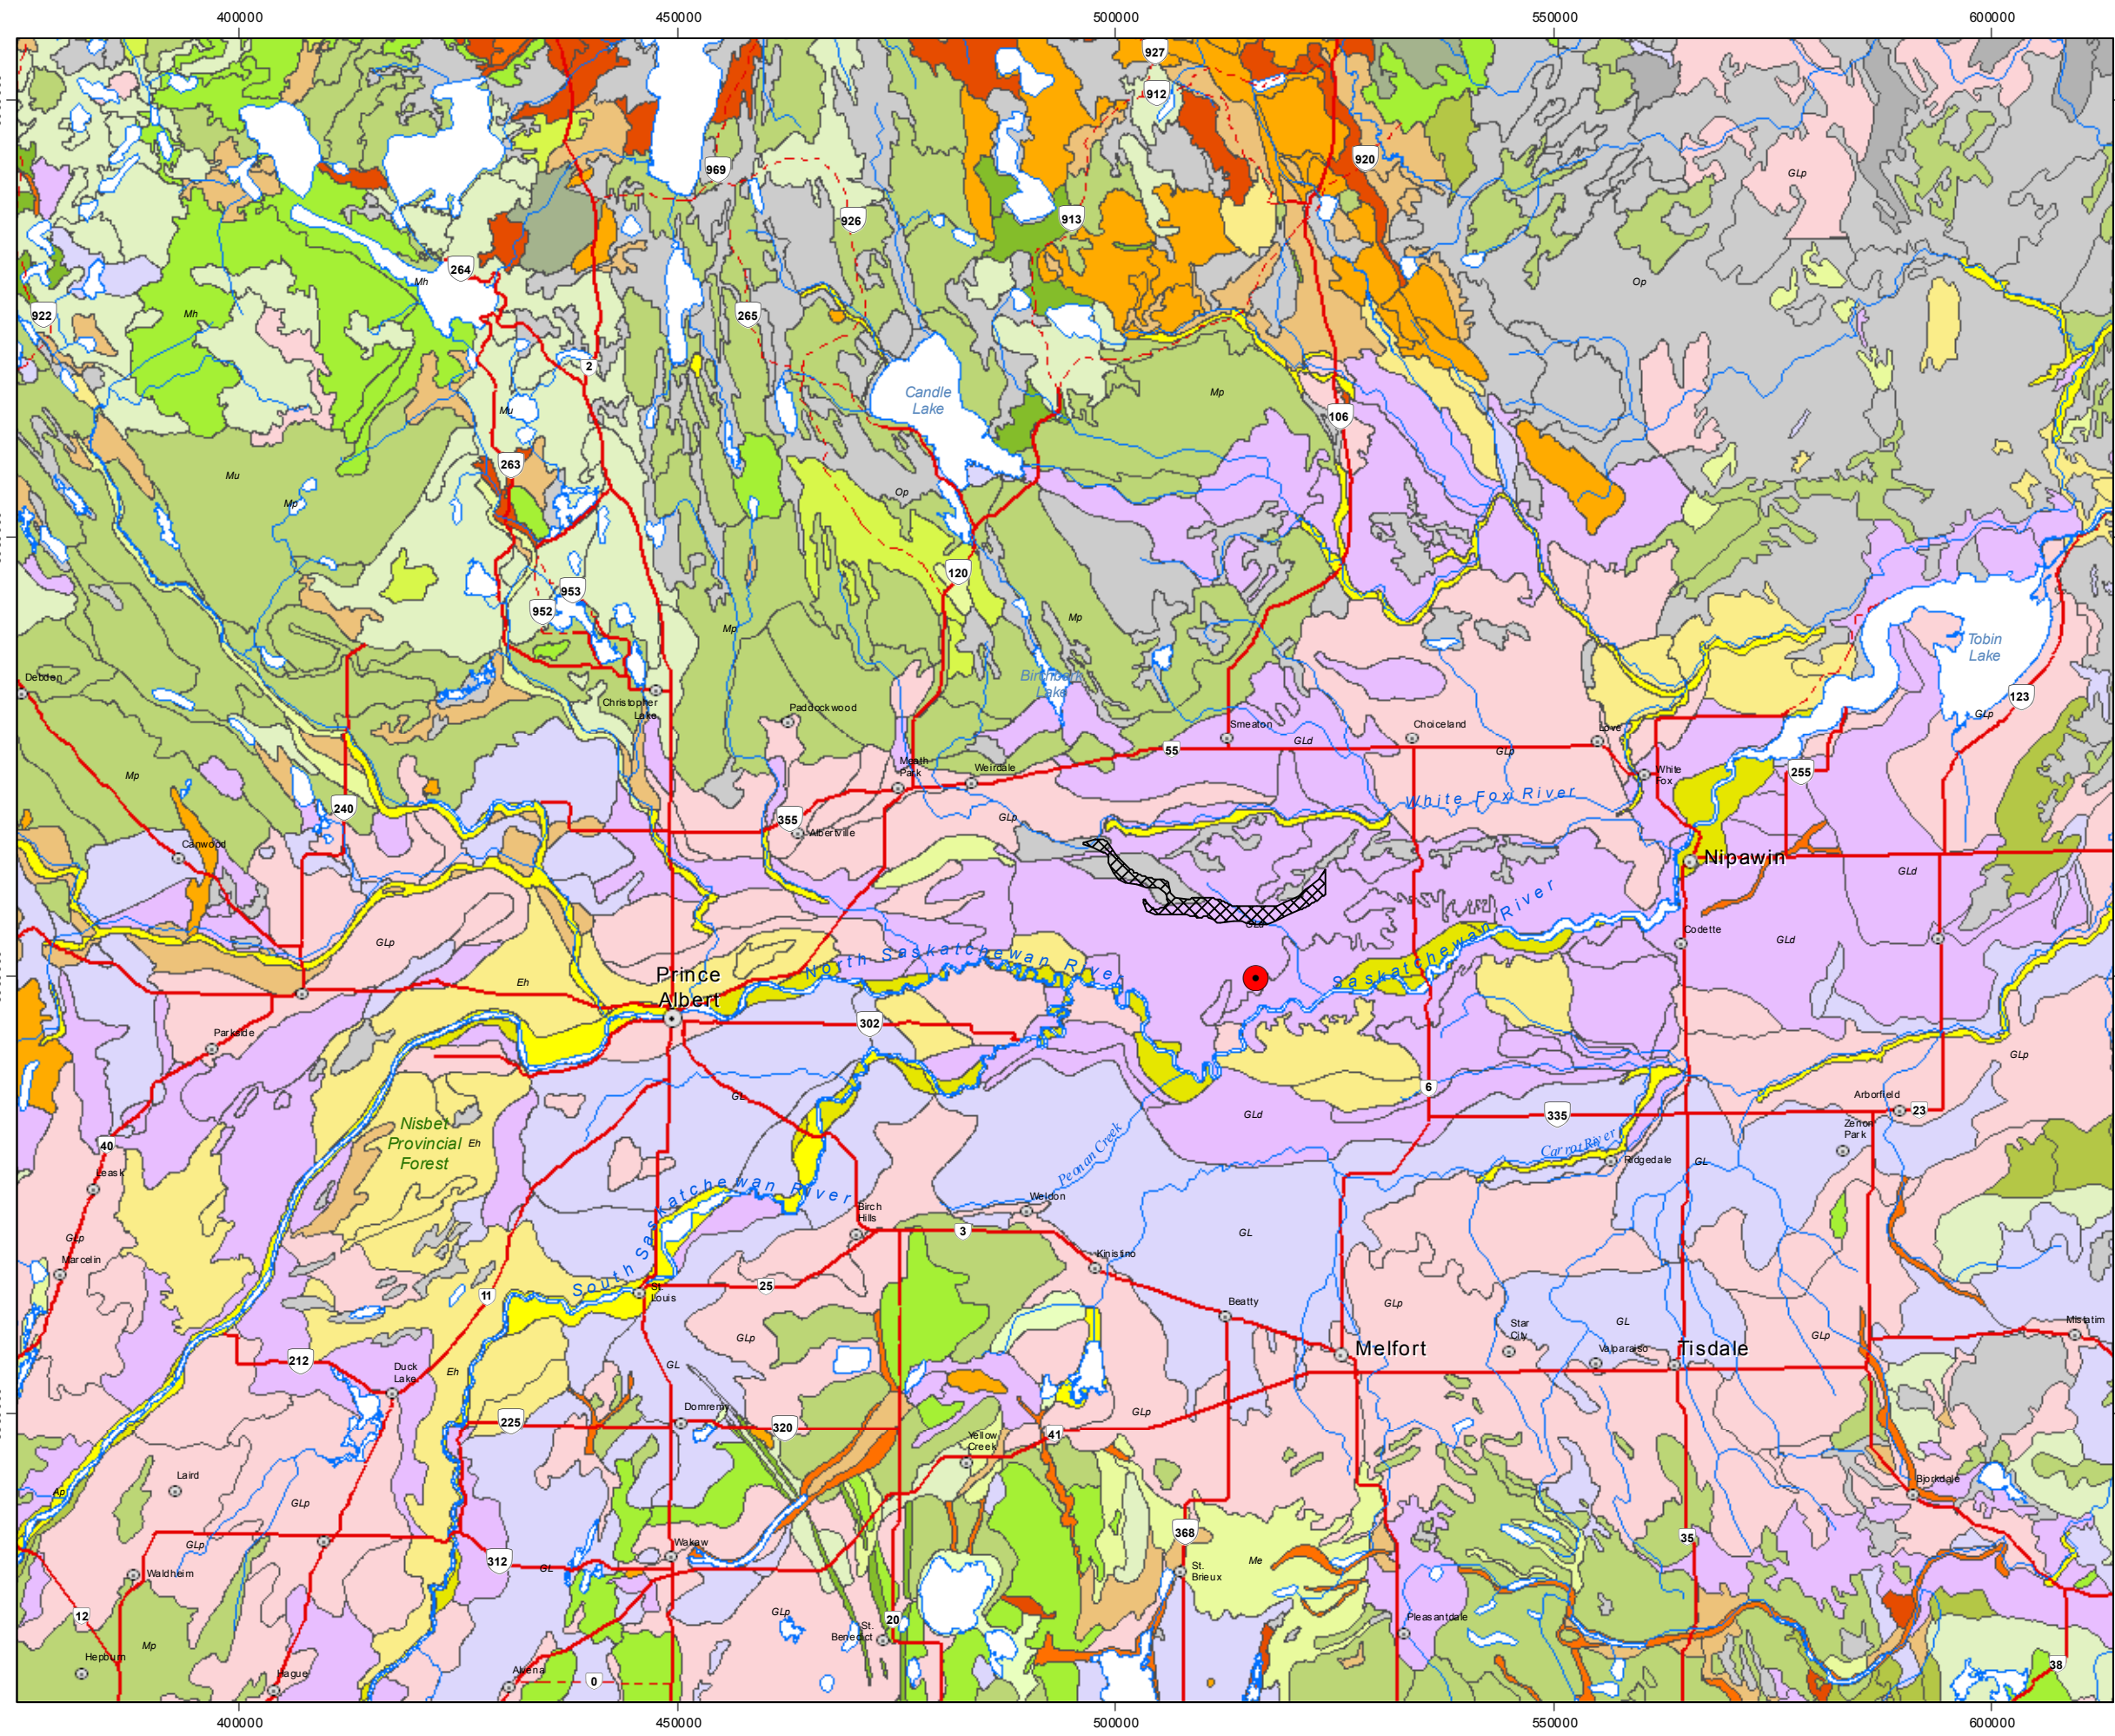 400000
450000
500000
550000
600000
927
912
920
969
926
913
GLp
264
Mh
Op
922
Mh
265
2
Candle
Lake
Mp
106
Mu
263
Mu
Mp
Op
120
953
952
Mp
Mp
Tobin
Lake
Debden
Christopher
Lake
Paddockwood
Lake
123
GLp
Smeaton
Choiceland
Love
GLd
GLp
55
Mp
Meath
Park
Weirdale
White
Fox
255
240
White Fox River
355
Albertville
GLp
Canwood
Nipawin
GLd
River
GLp
Codette
GLd
North Saskatchewan River
Saskatchewan
Prince
Albert
Eh
302
Parkside
GLp
6
GL
GLd
335
Arborfield
23
Zenon
Park
Nisbet
Provincial
Forest
Eh
40
Peonan Creek
Carrot River
Ridgedale
GL
Leask
South Saskatchewan River
Weldon
Birch
Hills
3
GL
GLp
Marcelin
Kinistino
25
11
St.
Louis
Beatty
GLp
Star
City
GL
GLp
Mistatim
GLp
212
Melfort
Valparaiso
Tisdale
Duck
Lake
Eh
GL
Domremy
225
320
GLp
41
Yellow
Creek
Laird
Bjorkdale
Ap
GLp
GLp
312
GL
Wakaw
368
Me
35
St.
Brieux
Waldheim
12
GLp
20
St.
Benedict
Pleasantdale
Mp
Hepburn
Hague
Alvena
0
38
400000
450000
500000
550000
600000